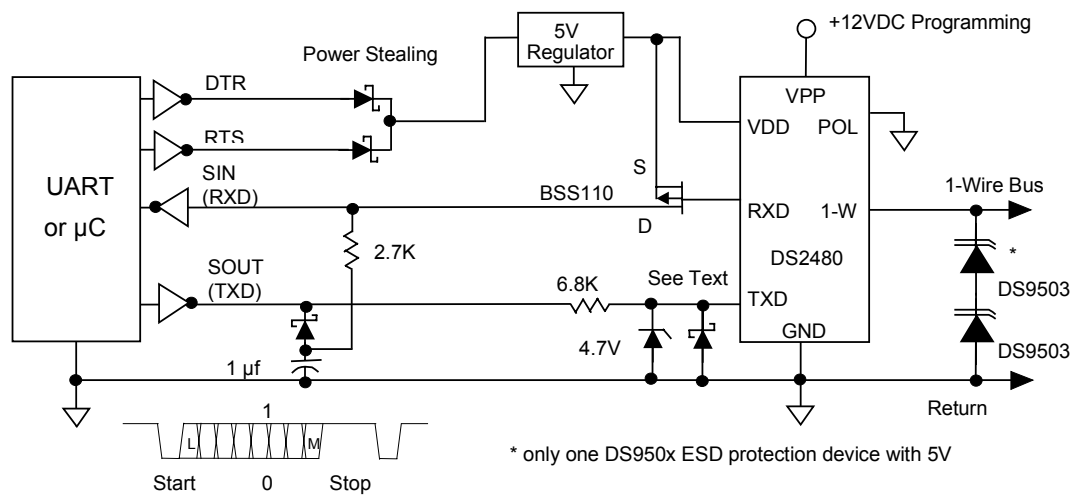 +12VDC Programming
5V
Regulator
Power Stealing
DTR
VPP
VDD
POL
RTS
SIN
(RXD)
S
UART
or µC
BSS110
1-Wire Bus
RXD
1-W
D
2.7K
DS2480
*
SOUT
(TXD)
6.8K
See Text
TXD
DS9503
GND
4.7V
DS9503
1 µf
Return
1
L
M
* only one DS950x ESD protection device with 5V
Start
0
Stop